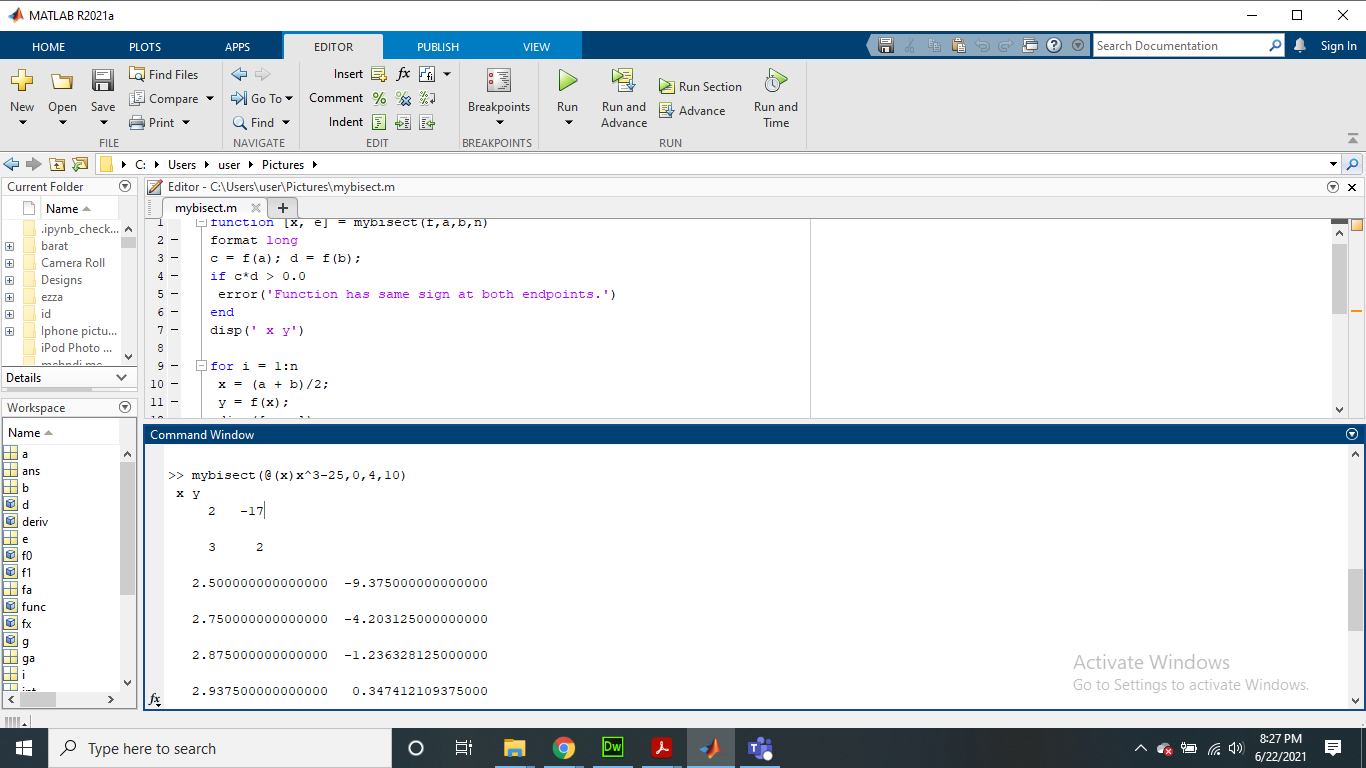 MATLAB R2021a
HOME PLOTS APPS EDITOR PUBLISH VIEW Search Documentation Sign In
New Open Save Find Files Compare Print
Go To Find
Insert fx
Comment
Indent
Breakpoints Run Run and Advance Run Section Advance Run and Time
FILE NAVIGATE EDIT BREAKPOINTS RUN
C: Users user Pictures
Current Folder
Name
.ipynb_check...
barat
Camera Roll
Designs
ezza
id
Iphone pictu...
iPod Photo ...
Details
Workspace
Name
a
ans
b
d
deriv
e
f0
f1
fa
func
fx
g
ga
i
Editor - C:\Users\user\Pictures\mybisect.m
mybisect.m
1 function [x, e] = mybisect(f,a,b,n)
2 format long
3 c = f(a); d = f(b);
4 if c*d > 0.0
5 error('Function has same sign at both endpoints.')
6 end
7 disp(' x y')
8
9 for i = 1:n
10 x = (a + b)/2;
11 y = f(x);
Command Window
>> mybisect(@(x)x^3-25,0,4,10)
x y
2 -17
3 2
2.500000000000000 -9.375000000000000
2.750000000000000 -4.203125000000000
2.875000000000000 -1.236328125000000
2.937500000000000 0.347412109375000
fx
Activate Windows
Go to Settings to activate Windows.
Type here to search
Dw
8:27 PM
6/22/2021